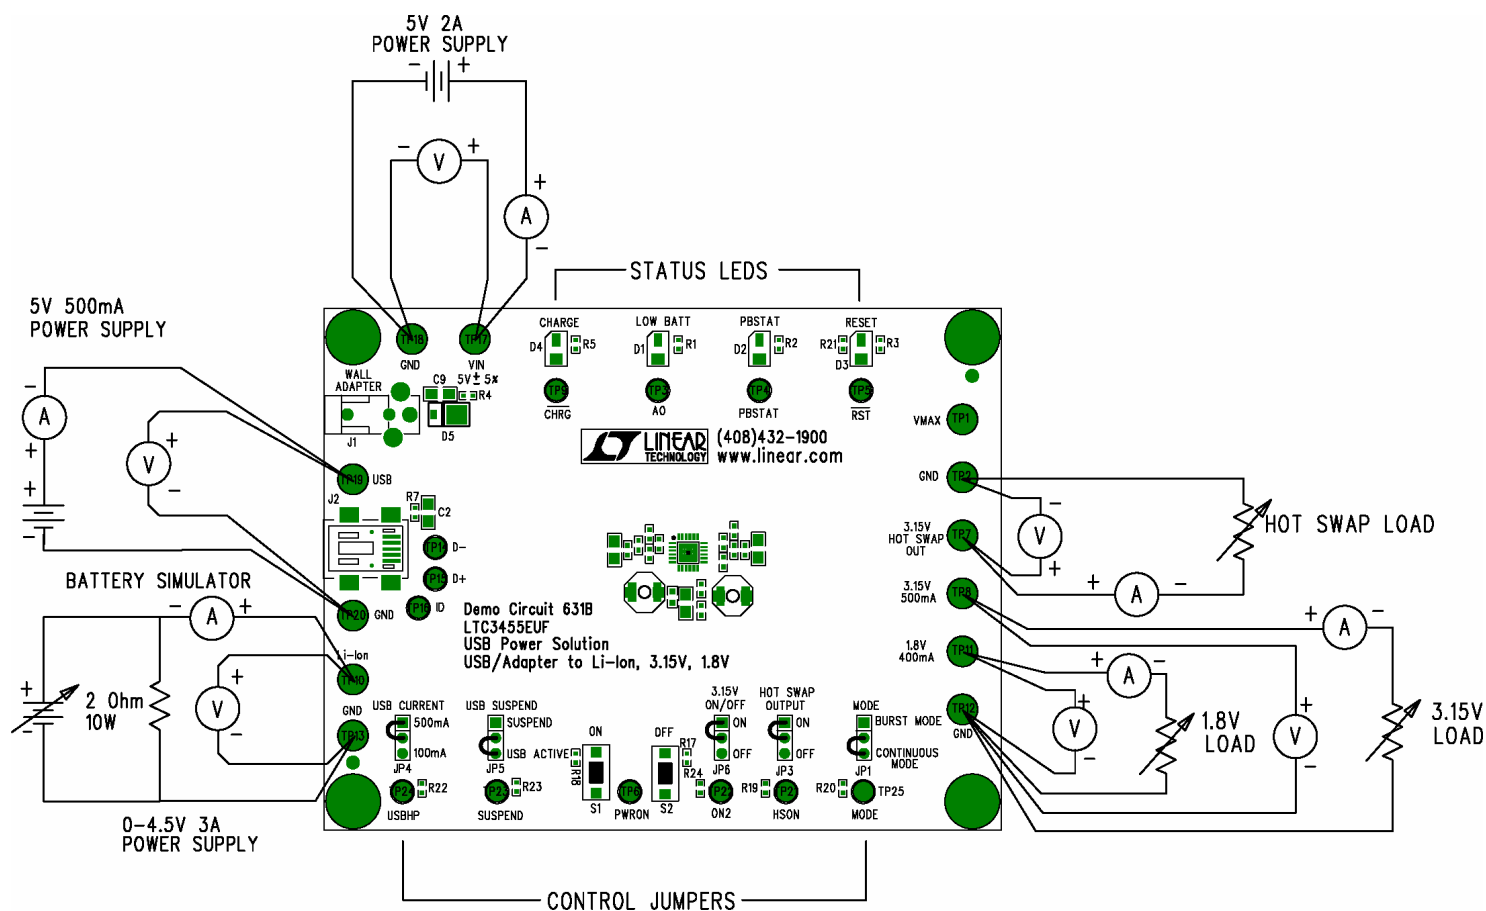 5V 2A
POWER SUPPLY
- +
- V +
+
A
-
STATUS LEDS
5V 500mA
POWER SUPPLY
CHARGE LOW BATT PBSTAT RESET
D4 R5 D1 R1 D2 R2 R21 R3
D3
TP18 TP17
GND VIN
5V± 5%
WALL
ADAPTER
C9 R4
J1 D5
TP9 TP3 TP4 TP5
CHRG AO PBSTAT RST
VMAX TP1
LINEAR
TECHNOLOGY
(408)432-1900
www.linear.com
-
A
+
+
-
+
V
-
TP19 USB
J2 R7
C2
GND TP2
3.15V
HOT SWAP
OUT
TP7
-
V
+
HOT SWAP LOAD
+ A -
TP14 D-
TP15 D+
TP16 ID
TP20 GND
BATTERY SIMULATOR
- A +
Demo Circuit 631B
LTC3455EUF
USB Power Solution
USB/Adapter to Li-Ion, 3.15V, 1.8V
3.15V
500mA
TP8
+ A -
1.8V
400mA
TP11
+ A -
Li-Ion
TP10
+
2 Ohm
10W
+
V
-
-
GND
TP13
TP12
GND
+
V
-
1.8V
LOAD
+
V
-
3.15V
LOAD
0-4.5V 3A
POWER SUPPLY
USB CURRENT
500mA
100mA
JP4
TP24 R22
USBHP
USB SUSPEND
SUSPEND
USB ACTIVE
JP5
TP23 R23
SUSPEND
ON
R18
S1
TP6
PWRON
OFF
R17
S2
R24
3.15V
ON/OFF
ON
OFF
JP6
TP22
ON2
HOT SWAP
OUTPUT
ON
OFF
JP3
R19 TP2
HSON
MODE
BURST MODE
CONTINUOUS
MODE
JP1
R20 TP25
MODE
CONTROL JUMPERS